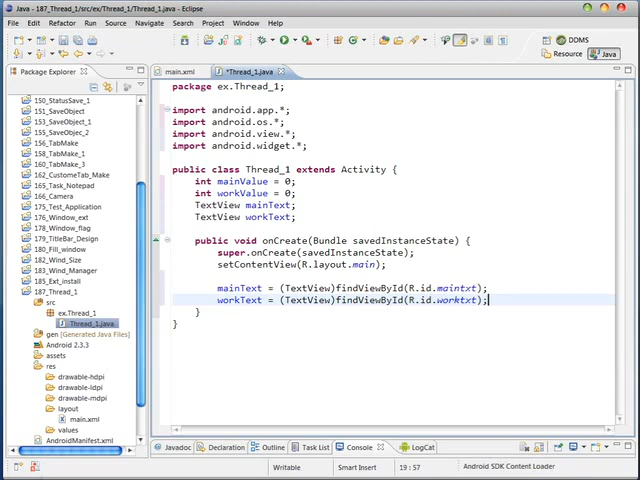 Java - 187_Thread_1/src/ex/Thread_1/Thread_1.java - Eclipse
File Edit Run Source Navigate Search Project Refactor Window Help
DDMS
Resource Java
Package Explorer
main.xml *Thread_1.java
150_StatusSave_1
151_SaveObject
153_SaveObject_1
155_SaveObjec_2
156_TabMake
158_TabMake_1
160_TabMake_3
162_CustomeTab_Make
165_Task_Notepad
166_Camera
175_Test_Application
176_Window_ext
178_Window_flag
179_TitleBar_Design
180_Fill_window
182_Wind_Size
183_Wind_Manager
185_Ext_install
187_Thread_1
src
ex.Thread_1
Thread_1.java
gen [Generated Java Files]
Android 2.3.3
assets
res
drawable-hdpi
drawable-ldpi
drawable-mdpi
layout
main.xml
values
AndroidManifest.xml
package ex.Thread_1;
import android.app.*;
import android.os.*;
import android.view.*;
import android.widget.*;
public class Thread_1 extends Activity {
int mainValue = 0;
int workValue = 0;
TextView mainText;
TextView workText;
public void onCreate(Bundle savedInstanceState) {
super.onCreate(savedInstanceState);
setContentView(R.layout.main);
mainText = (TextView)findViewById(R.id.maintxt);
workText = (TextView)findViewById(R.id.worktxt);
}
}
Javadoc Declaration Outline Task List Console LogCat
Writable Smart Insert 19 : 57 Android SDK Content Loader